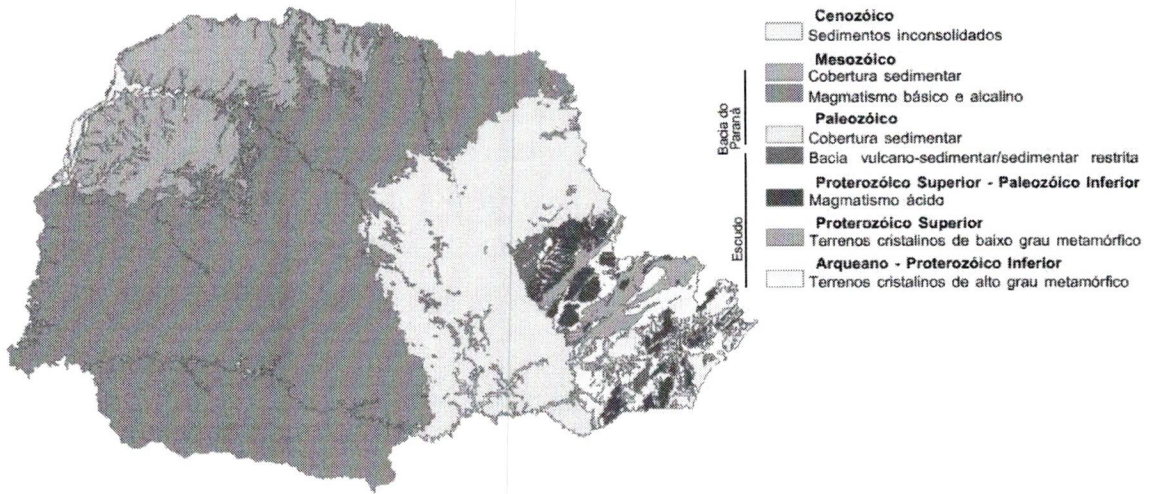 Cenozóico
Sedimentos inconsolidados
Mesozóico
Cobertura sedimentar
Magmatismo básico e alcalino
Paleozóico
Cobertura sedimentar
Bacia vulcano-sedimentar/sedimentar restrita
Proterozóico Superior - Paleozóico Inferior
Magmatismo ácido
Proterozóico Superior
Terrenos cristalinos de baixo grau metamórfico
Arqueano - Proterozóico Inferior
Terrenos cristalinos de alto grau metamórfico
Bacia do
Paraná
Escudo